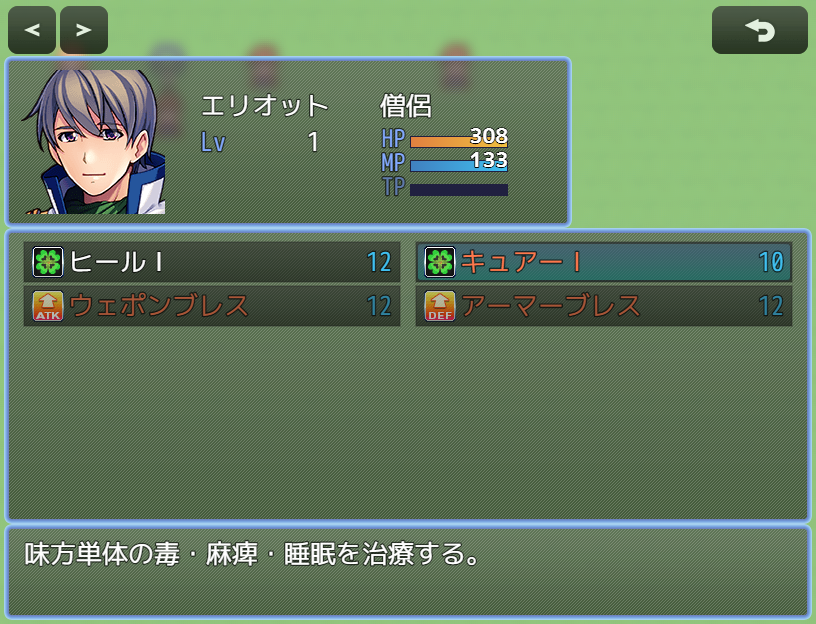 < >
エリオット 僧侶
Lv 1 HP 308
MP 133
TP
ヒールⅠ 12 キュアーⅠ 10
ATK ウェポンブレス 12 DEF アーマーブレス 12
味方単体の毒・麻痺・睡眠を治療する。